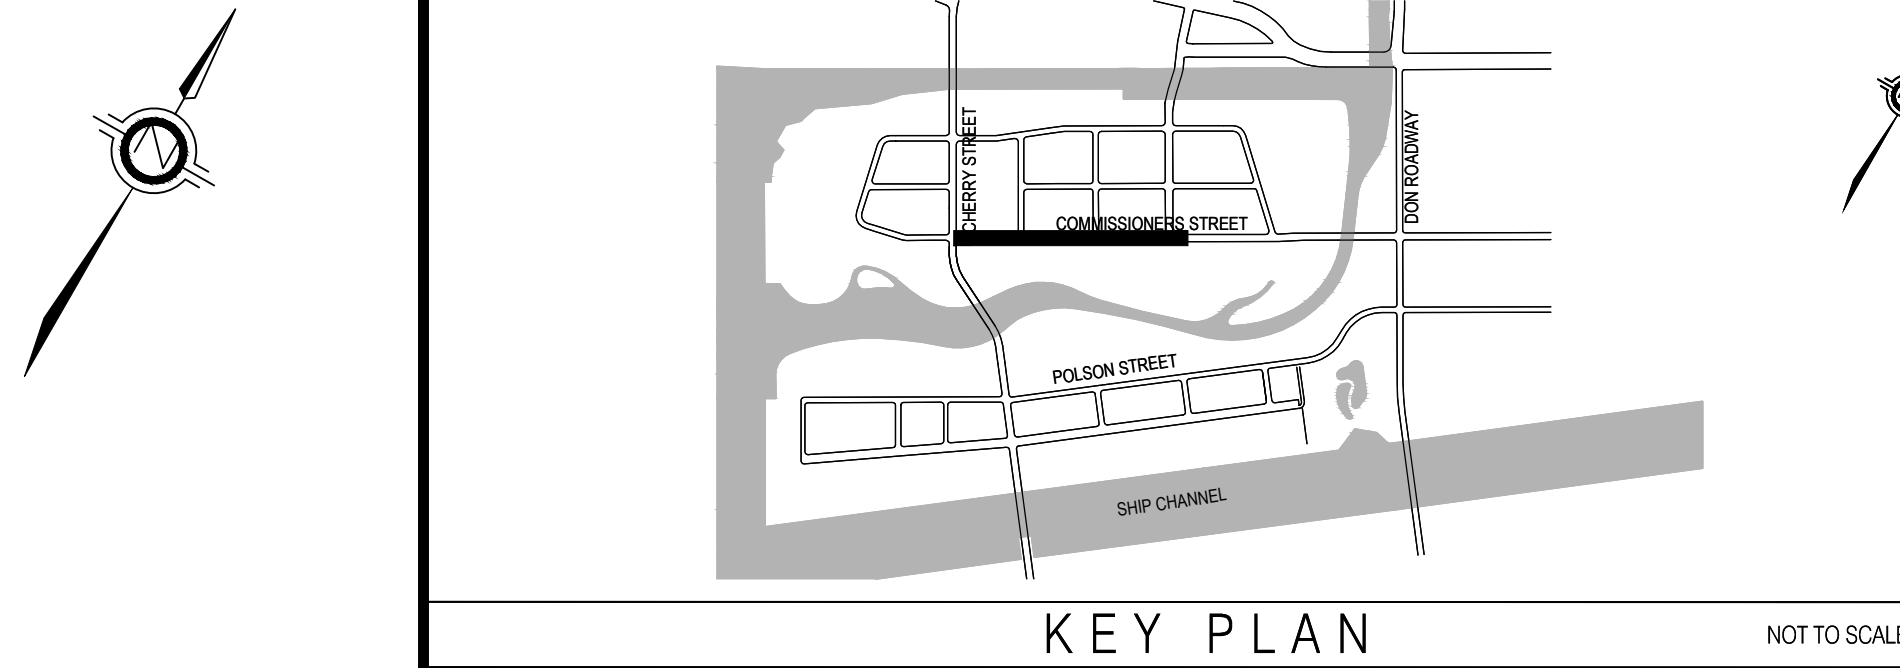 CHERRY STREET
DON ROADWAY
COMMISSIONERS STREET
POLSON STREET
SHIP CHANNEL
KEY PLAN
NOT TO SCALE